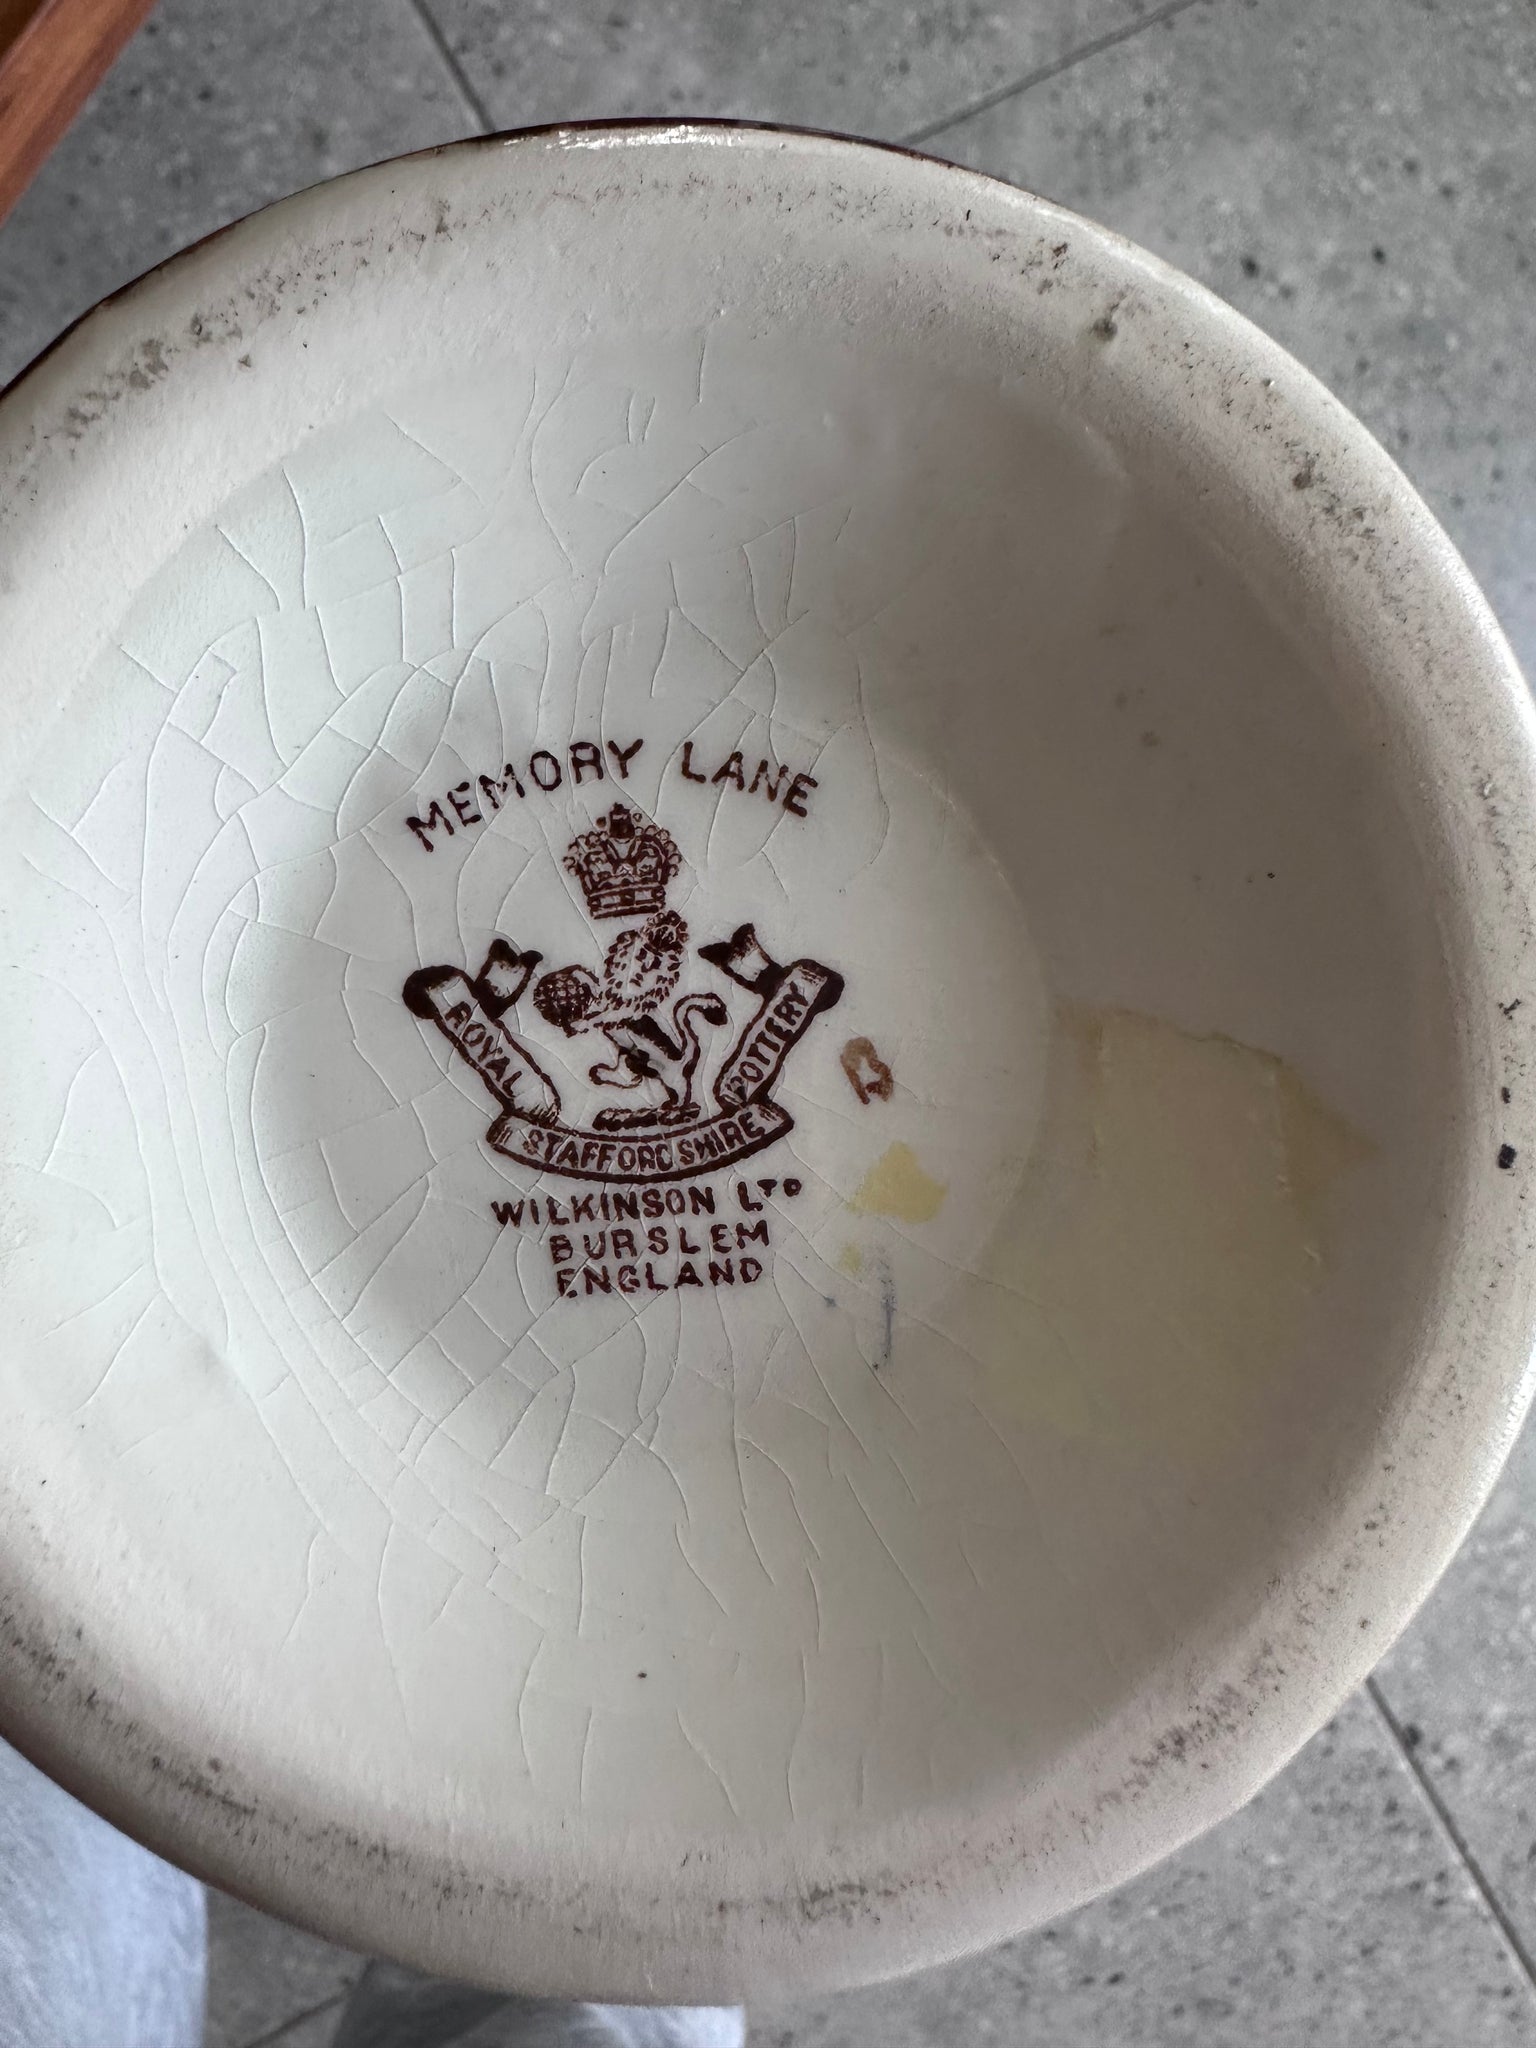 MEMORY LANE
ROYAL
STAFFORDSHIRE
POTTERY
WILKINSON LTD
BURSLEM
ENGLAND